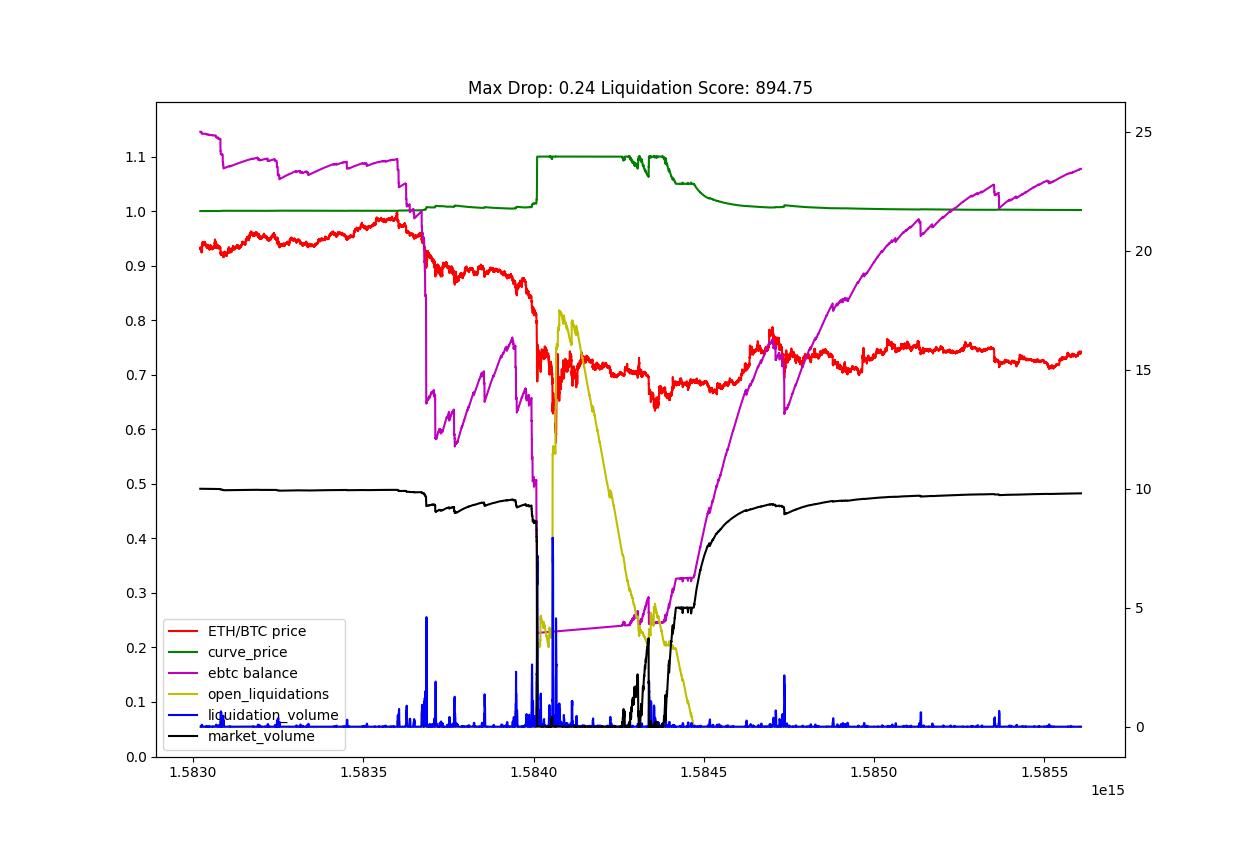 Max Drop: 0.24 Liquidation Score: 894.75
1.1
1.0
0.9
0.8
0.7
0.6
0.5
0.4
0.3
0.2
0.1
0.0
25
20
15
10
5
0
ETH/BTC price
curve_price
ebtc balance
open_liquidations
liquidation_volume
market_volume
1.5830 1.5835 1.5840 1.5845 1.5850 1.5855
1e15